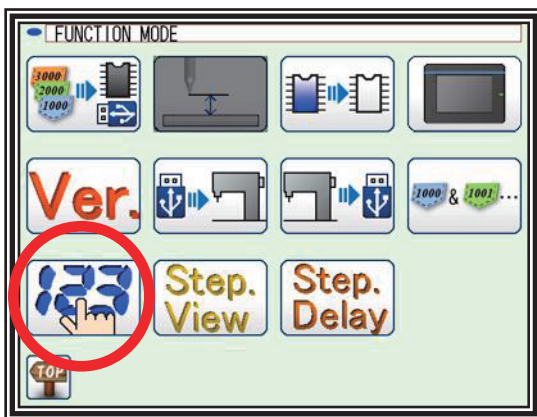 FUNCTION MODE
3000
2000
1000
1000 & 1001...
Ver.
123
Step.
View
Step.
Delay
TOP